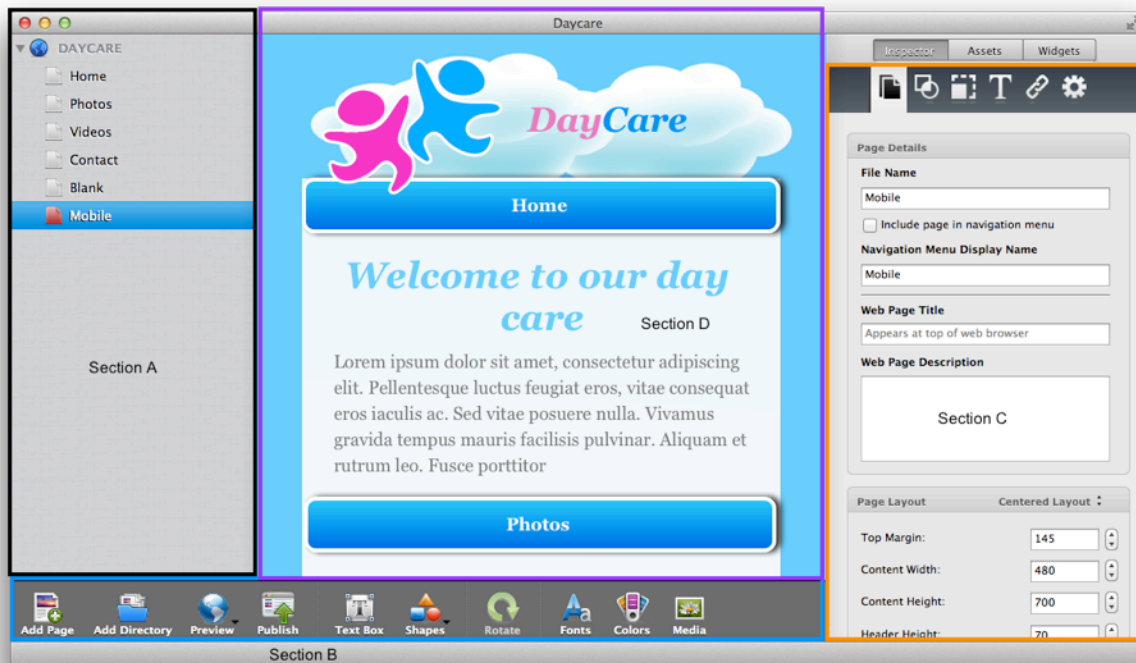 Daycare
DAYCARE
Home
Photos
Videos
Contact
Blank
Mobile
Section A
DayCare
Home
Welcome to our day
care
Section D
Lorem ipsum dolor sit amet, consectetur adipiscing
elit. Pellentesque luctus feugiat eros, vitae consequat
eros iaculis ac. Sed vitae posuere nulla. Vivamus
gravida tempus mauris facilisis pulvinar. Aliquam et
rutrum leo. Fusce porttitor
Photos
Inspector Assets Widgets
T
Page Details
File Name
Mobile
Include page in navigation menu
Navigation Menu Display Name
Mobile
Web Page Title
Appears at top of web browser
Web Page Description
Section C
Page Layout Centered Layout
Top Margin: 145
Content Width: 480
Content Height: 700
Header Height: 70
Add Page Add Directory Preview Publish Text Box Shapes Rotate Fonts Colors Media
Section B